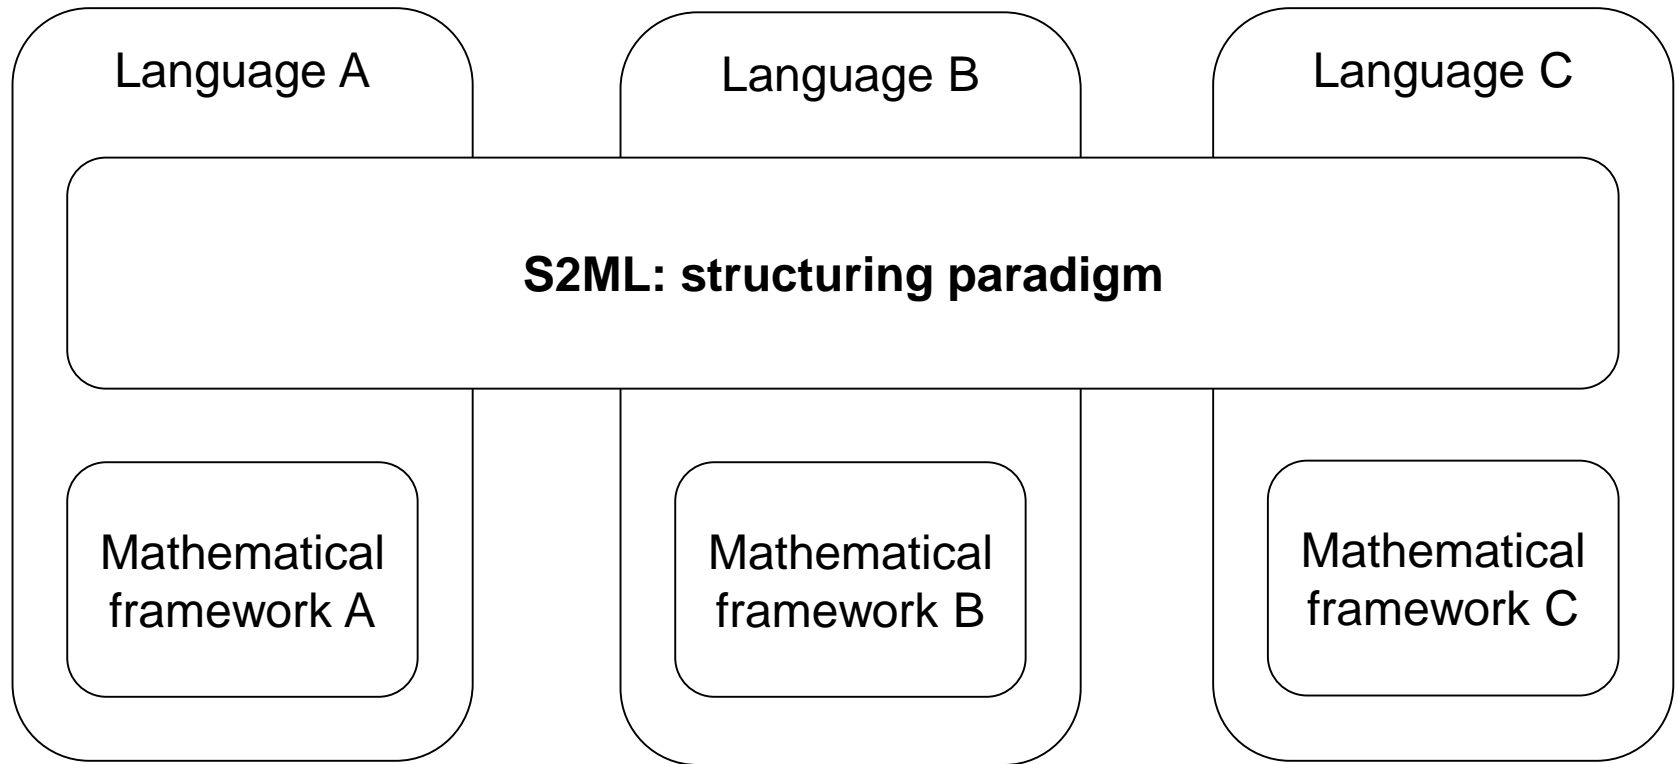 Language A
Language B
Language C
S2ML: structuring paradigm
Mathematical
framework A
Mathematical
framework B
Mathematical
framework C